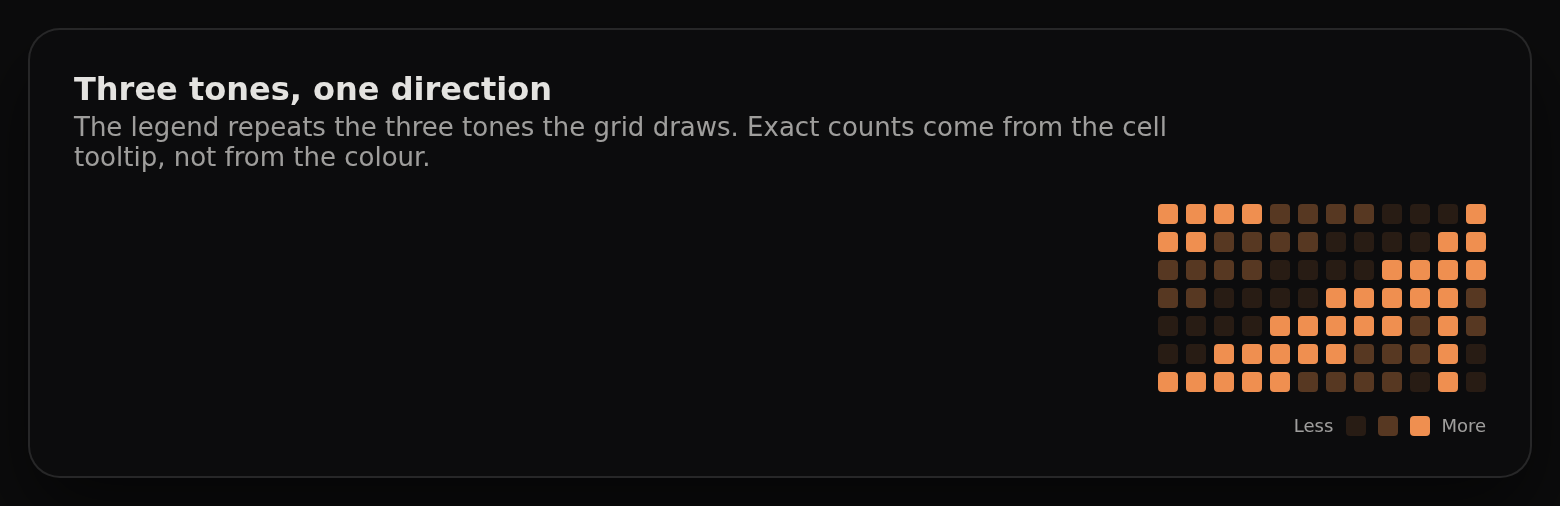 Three tones, one direction
The legend repeats the three tones the grid draws. Exact counts come from the cell
tooltip, not from the colour.
Less More